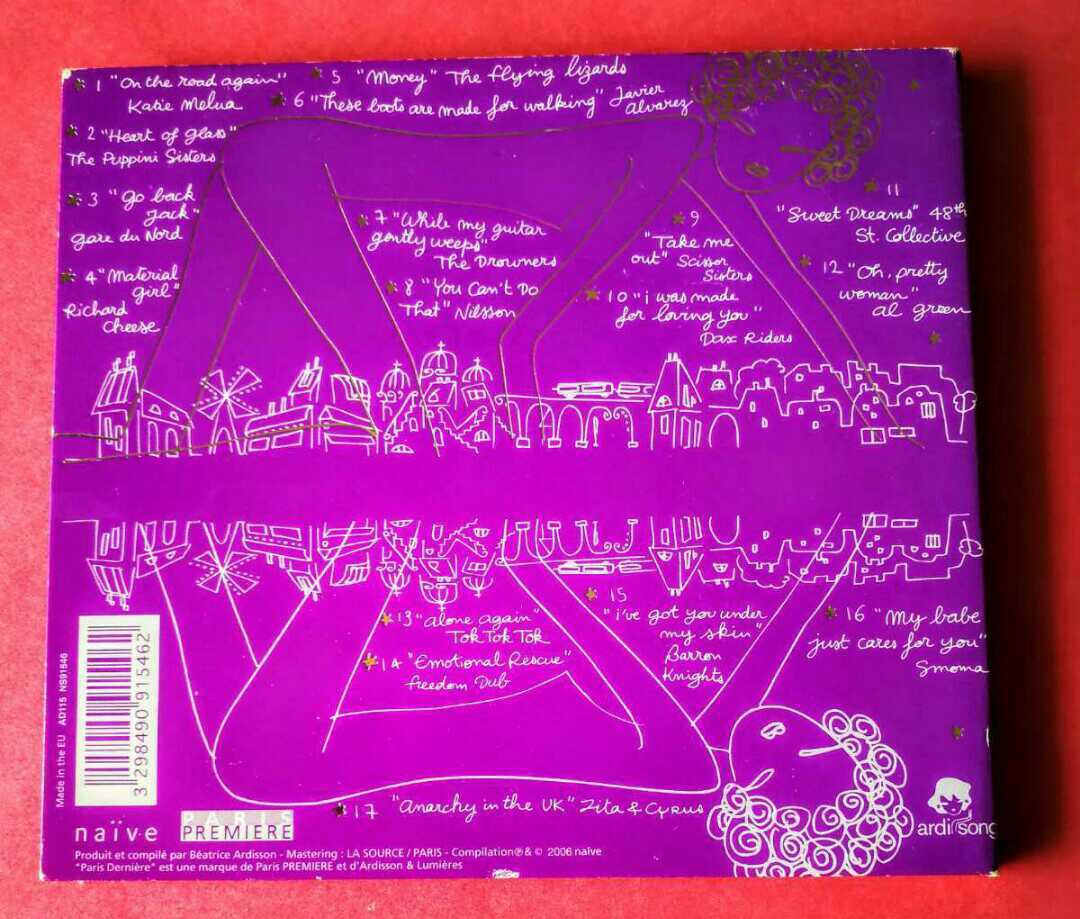 1 "On the road again"
Katie Melua
2 "Heart of glass"
The Puppini Sisters
3 "Go back
Jack"
Gare du Nord
4 "Material
girl"
Richard
Cheese
5 "Money" The flying lizards
6 "These boots are made for walking" Javier
Alvarez
7 "While my guitar
gently weeps"
The Drowners
8 "You Can't Do
That" Nilsson
9
"Take me
out" Scissor
Sisters
10 "i was made
for loving you"
Dax Riders
11
"Sweet Dreams" 48th
St. Collective
12 "Oh, pretty
woman"
al green
13 "alone again"
Tok Tok Tok
14 "Emotional Rescue"
Freedom Dub
15
"i've got you under
my skin"
Barron
Knights
16 "My babe
just cares for you"
Smoma
17 "Anarchy in the UK" Zita & Cyrus
Made in the EU AD115 NS91546
3 298490 915462
naïve
PARIS
PREMIERE
ardisong
Produit et compilé par Béatrice Ardisson - Mastering : LA SOURCE / PARIS - Compilation ℗ & © 2006 naïve
"Paris Dernière" est une marque de Paris PREMIERE et d'Ardisson & Lumières